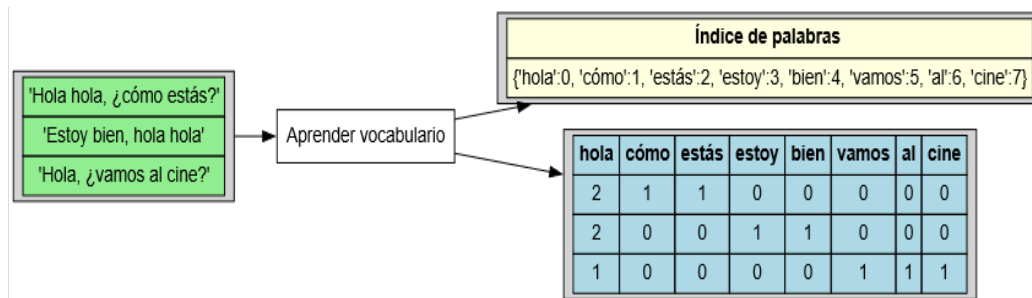 'Hola hola, ¿cómo estás?'
'Estoy bien, hola hola'
'Hola, ¿vamos al cine?'
Aprender vocabulario
Índice de palabras
{'hola':0, 'cómo':1, 'estás':2, 'estoy':3, 'bien':4, 'vamos':5, 'al':6, 'cine':7}
hola cómo estás estoy bien vamos al cine
2 1 1 0 0 0 0 0
2 0 0 1 1 0 0 0
1 0 0 0 0 1 1 1